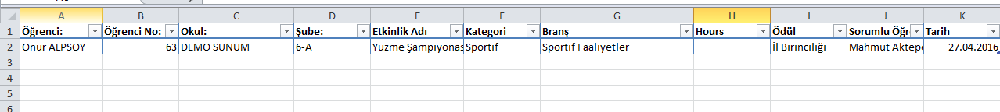 A B C D E F G H I J K
1 Öğrenci: Öğrenci No: Okul: Şube: Etkinlik Adı Kategori Branş Hours Ödül Sorumlu Öğr Tarih
2 Onur ALPSOY 63 DEMO SUNUM 6-A Yüzme Şampiyonas Sportif Sportif Faaliyetler İl Birinciliği Mahmut Aktepe 27.04.2016
3
4
5
6